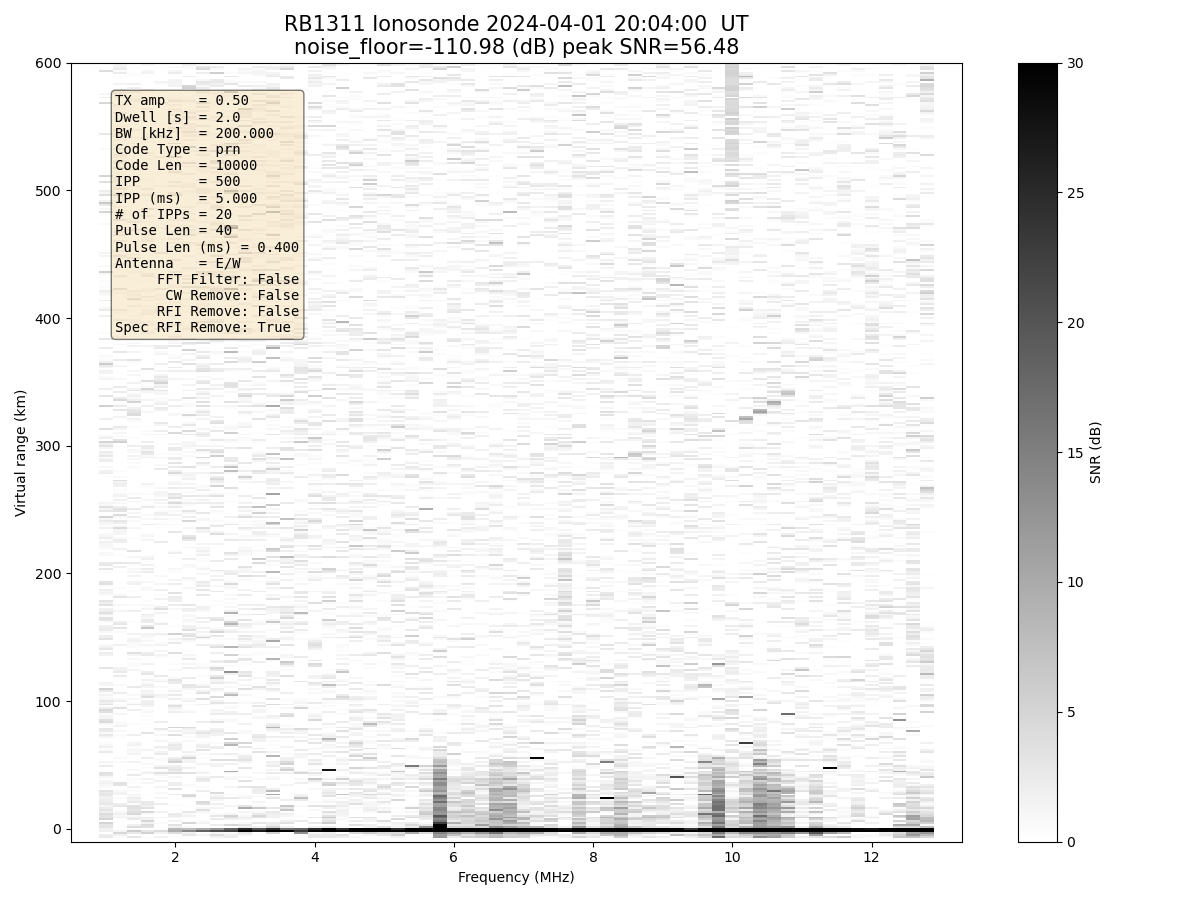 RB1311 Ionosonde 2024-04-01 20:04:00  UT
noise_floor=-110.98 (dB) peak SNR=56.48
TX amp    = 0.50
Dwell [s] = 2.0
BW [kHz]  = 200.000
Code Type = prn
Code Len  = 10000
IPP       = 500
IPP (ms)  = 5.000
# of IPPs = 20
Pulse Len = 40
Pulse Len (ms) = 0.400
Antenna   = E/W
FFT Filter: False
CW Remove: False
RFI Remove: False
Spec RFI Remove: True
Virtual range (km)
600
500
400
300
200
100
0
2
4
6
8
10
12
Frequency (MHz)
30
25
20
15
10
5
0
SNR (dB)